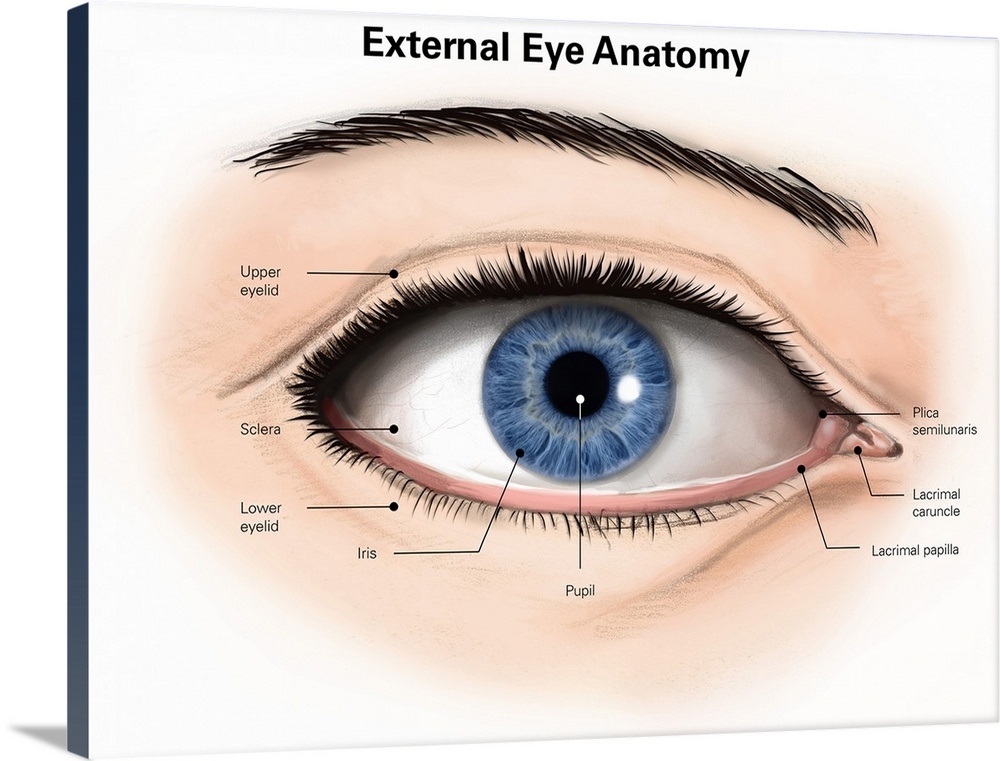 External Eye Anatomy
Upper
eyelid
Sclera
Lower
eyelid
Iris
Pupil
Plica
semilunaris
Lacrimal
caruncle
Lacrimal papilla